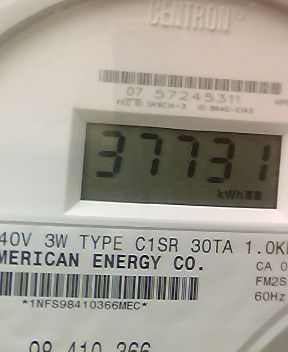 CENTRON®
07 57245311
37731
kWh
40V 3W TYPE C1SR 30TA 1.0K
MERICAN ENERGY CO.
CA 0
FM2S
60Hz
*1NFS98410366MEC*
98 410 366